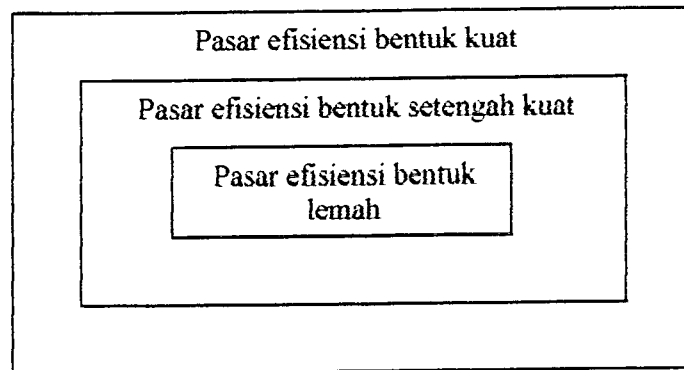 Pasar efisiensi bentuk kuat
Pasar efisiensi bentuk setengah kuat
Pasar efisiensi bentuk
lemah